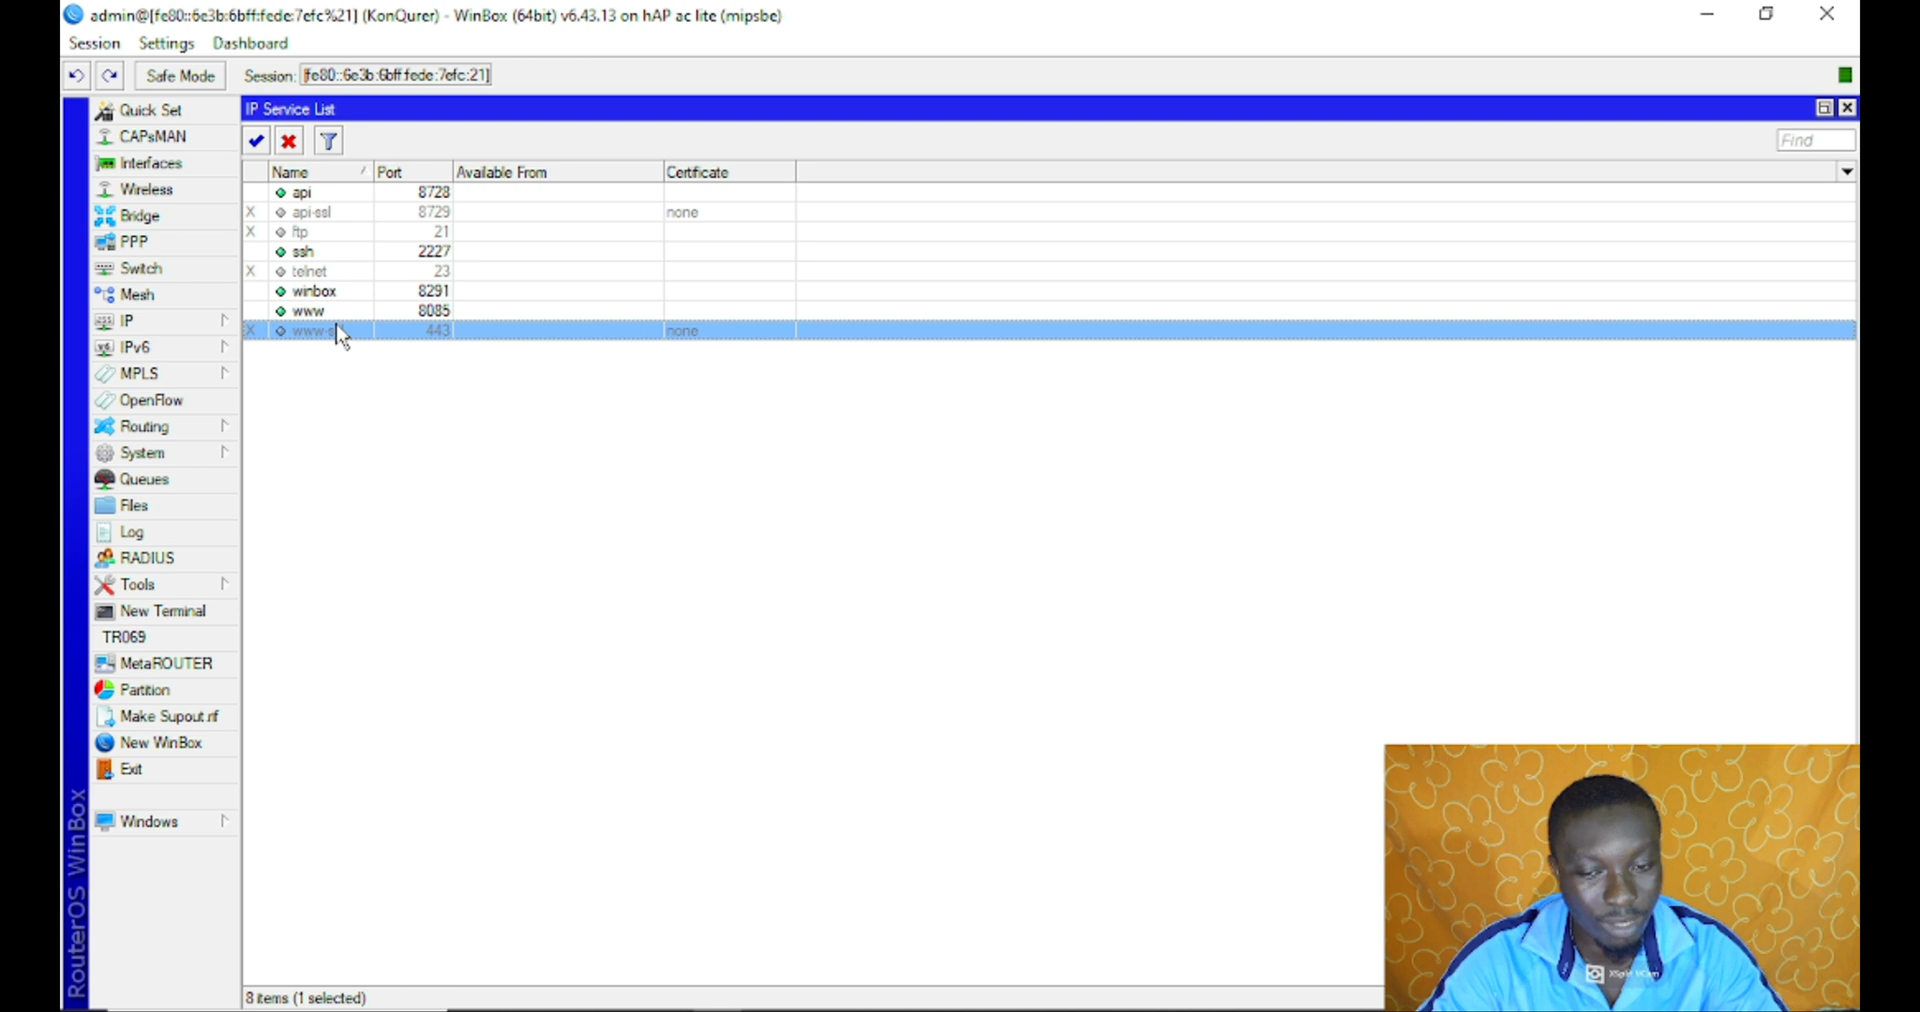 admin@[fe80::6e3b:6bff:fede:7efc%21] (KonQurer) - WinBox (64bit) v6.43.13 on hAP ac lite (mipsbe)
Session Settings Dashboard
Safe Mode Session: [fe80::6e3b:6bff:fede:7efc:21]
Quick Set
CAPsMAN
Interfaces
Wireless
Bridge
PPP
Switch
Mesh
IP
IPv6
MPLS
OpenFlow
Routing
System
Queues
Files
Log
RADIUS
Tools
New Terminal
TR069
MetaROUTER
Partition
Make Supout.rif
New WinBox
Exit
Windows
RouterOS WinBox
IP Service List
Find
Name Port Available From Certificate
api 8728
X api-ssl 8729 none
X ftp 21
ssh 2227
X telnet 23
winbox 8291
www 8085
X 443 none
8 items (1 selected)
XSplit VCam